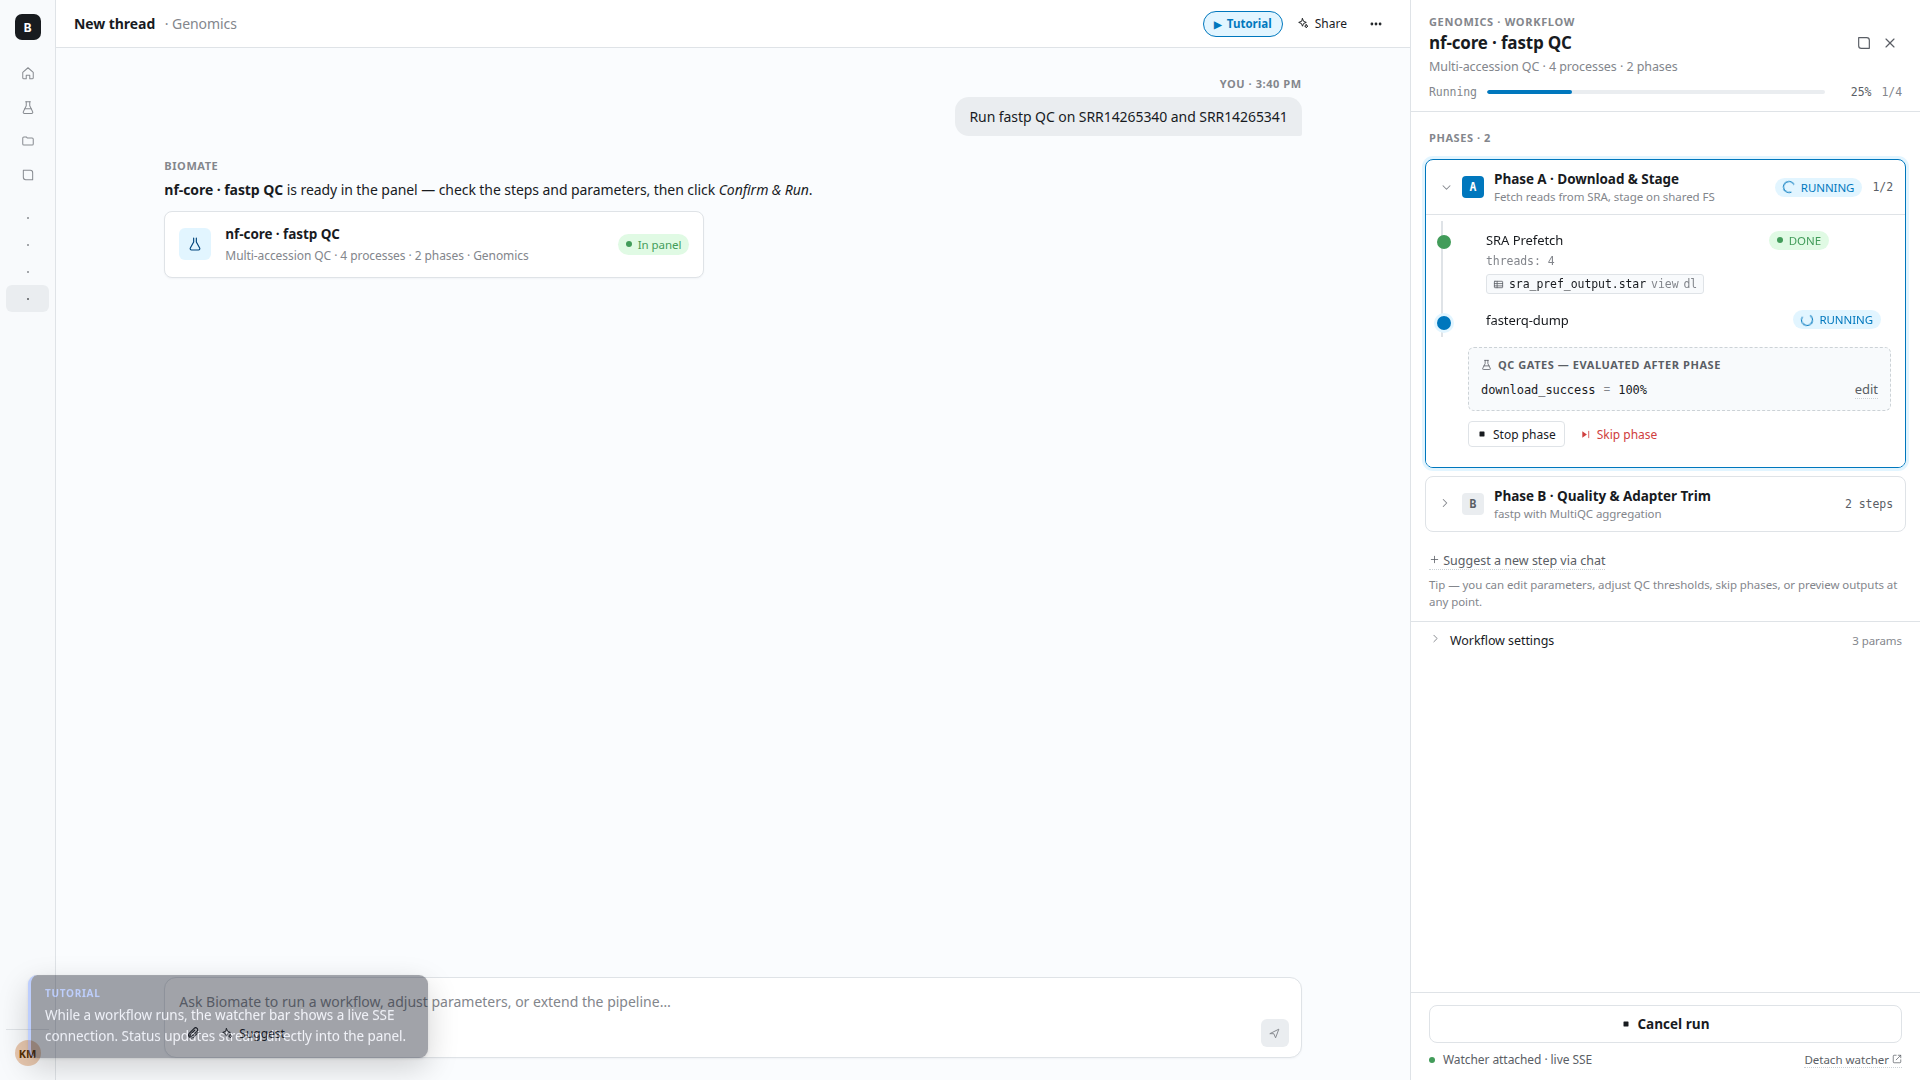 B
New thread · Genomics
Tutorial
Share
YOU · 3:40 PM
Run fastp QC on SRR14265340 and SRR14265341
BIOMATE
nf-core · fastp QC is ready in the panel — check the steps and parameters, then click Confirm & Run.
nf-core · fastp QC
Multi-accession QC · 4 processes · 2 phases · Genomics
In panel
Ask Biomate to run a workflow, adjust parameters, or extend the pipeline...
Suggest
TUTORIAL
While a workflow runs, the watcher bar shows a live SSE
connection. Status updates stream directly into the panel.
KM
GENOMICS · WORKFLOW
nf-core · fastp QC
Multi-accession QC · 4 processes · 2 phases
Running 25% 1/4
PHASES · 2
A
Phase A · Download & Stage
Fetch reads from SRA, stage on shared FS
RUNNING 1/2
SRA Prefetch
DONE
threads: 4
sra_pref_output.star view dl
fasterq-dump
RUNNING
QC GATES — EVALUATED AFTER PHASE
download_success = 100%
edit
Stop phase
Skip phase
B
Phase B · Quality & Adapter Trim
fastp with MultiQC aggregation
2 steps
+ Suggest a new step via chat
Tip — you can edit parameters, adjust QC thresholds, skip phases, or preview outputs at
any point.
Workflow settings
3 params
Cancel run
Watcher attached · live SSE
Detach watcher